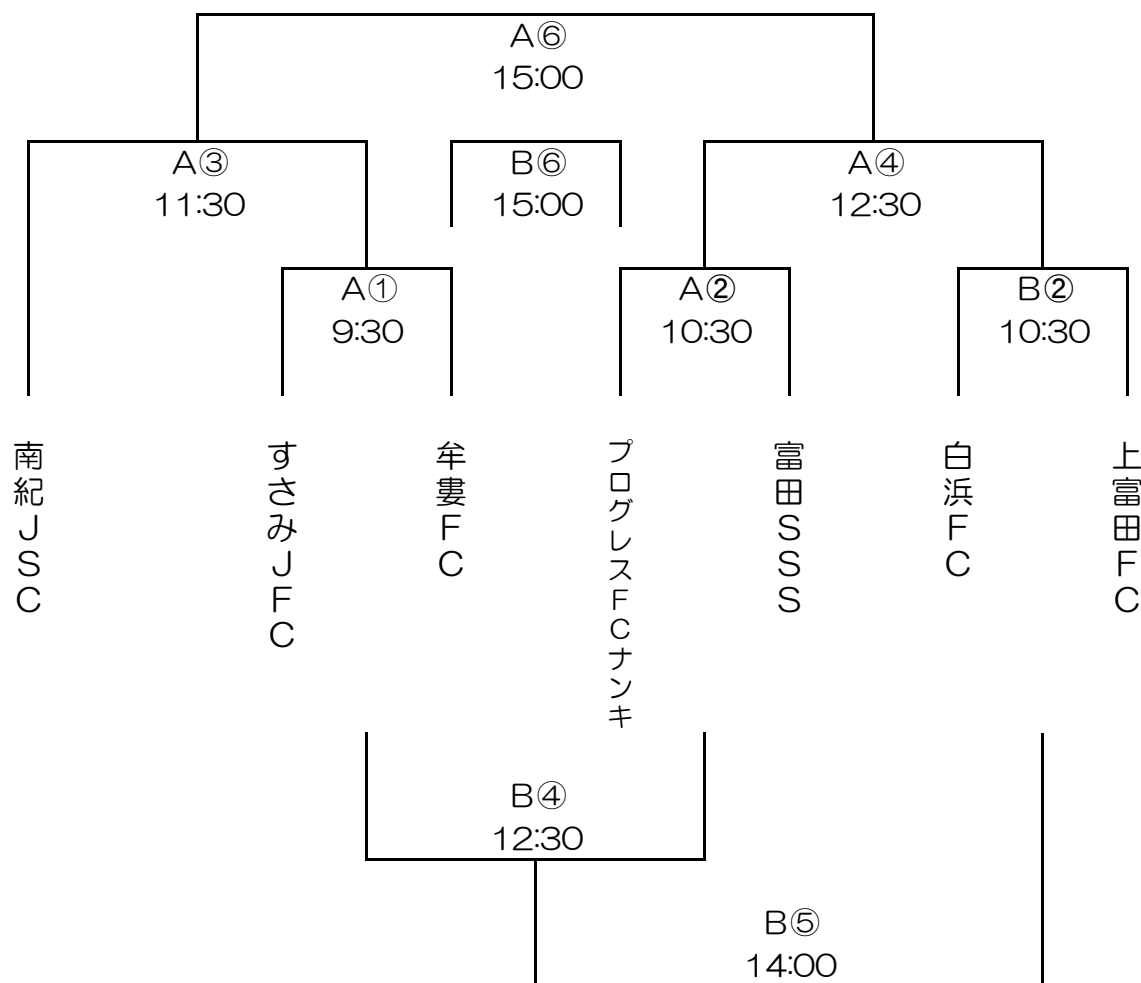 A⑥
15:00
A③
11:30
B⑥
15:00
A④
12:30
A①
9:30
A②
10:30
B②
10:30
南紀JSC
すさみJFC
牟婁FC
プログレスFCナンキ
富田SSS
白浜FC
上富田FC
B④
12:30
B⑤
14:00